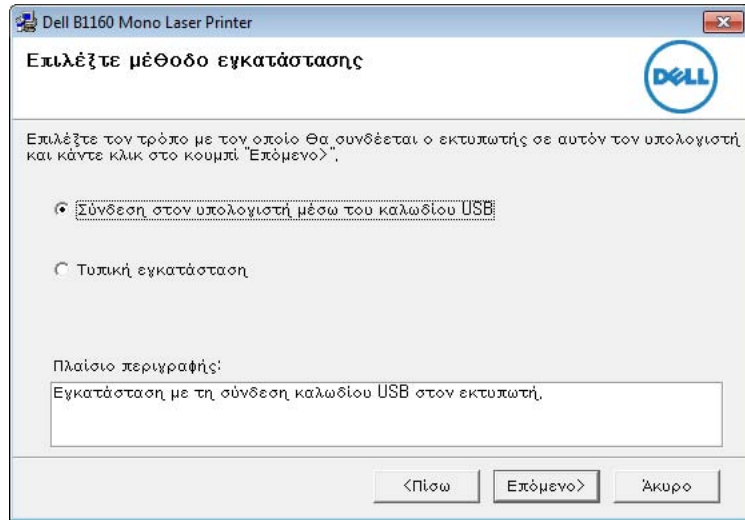 Dell B1160 Mono Laser Printer
Επιλέξτε μέθοδο εγκατάστασης
DELL
Επιλέξτε τον τρόπο με τον οποίο θα συνδέεται ο εκτυπωτής σε αυτόν τον υπολογιστή
και κάντε κλικ στο κουμπί "Επόμενο>".
Σύνδεση στον υπολογιστή μέσω του καλωδίου USB
Τυπική εγκατάσταση
Πλαίσιο περιγραφής:
Εγκατάσταση με τη σύνδεση καλωδίου USB στον εκτυπωτή.
<Πίσω
Επόμενο>
Άκυρο